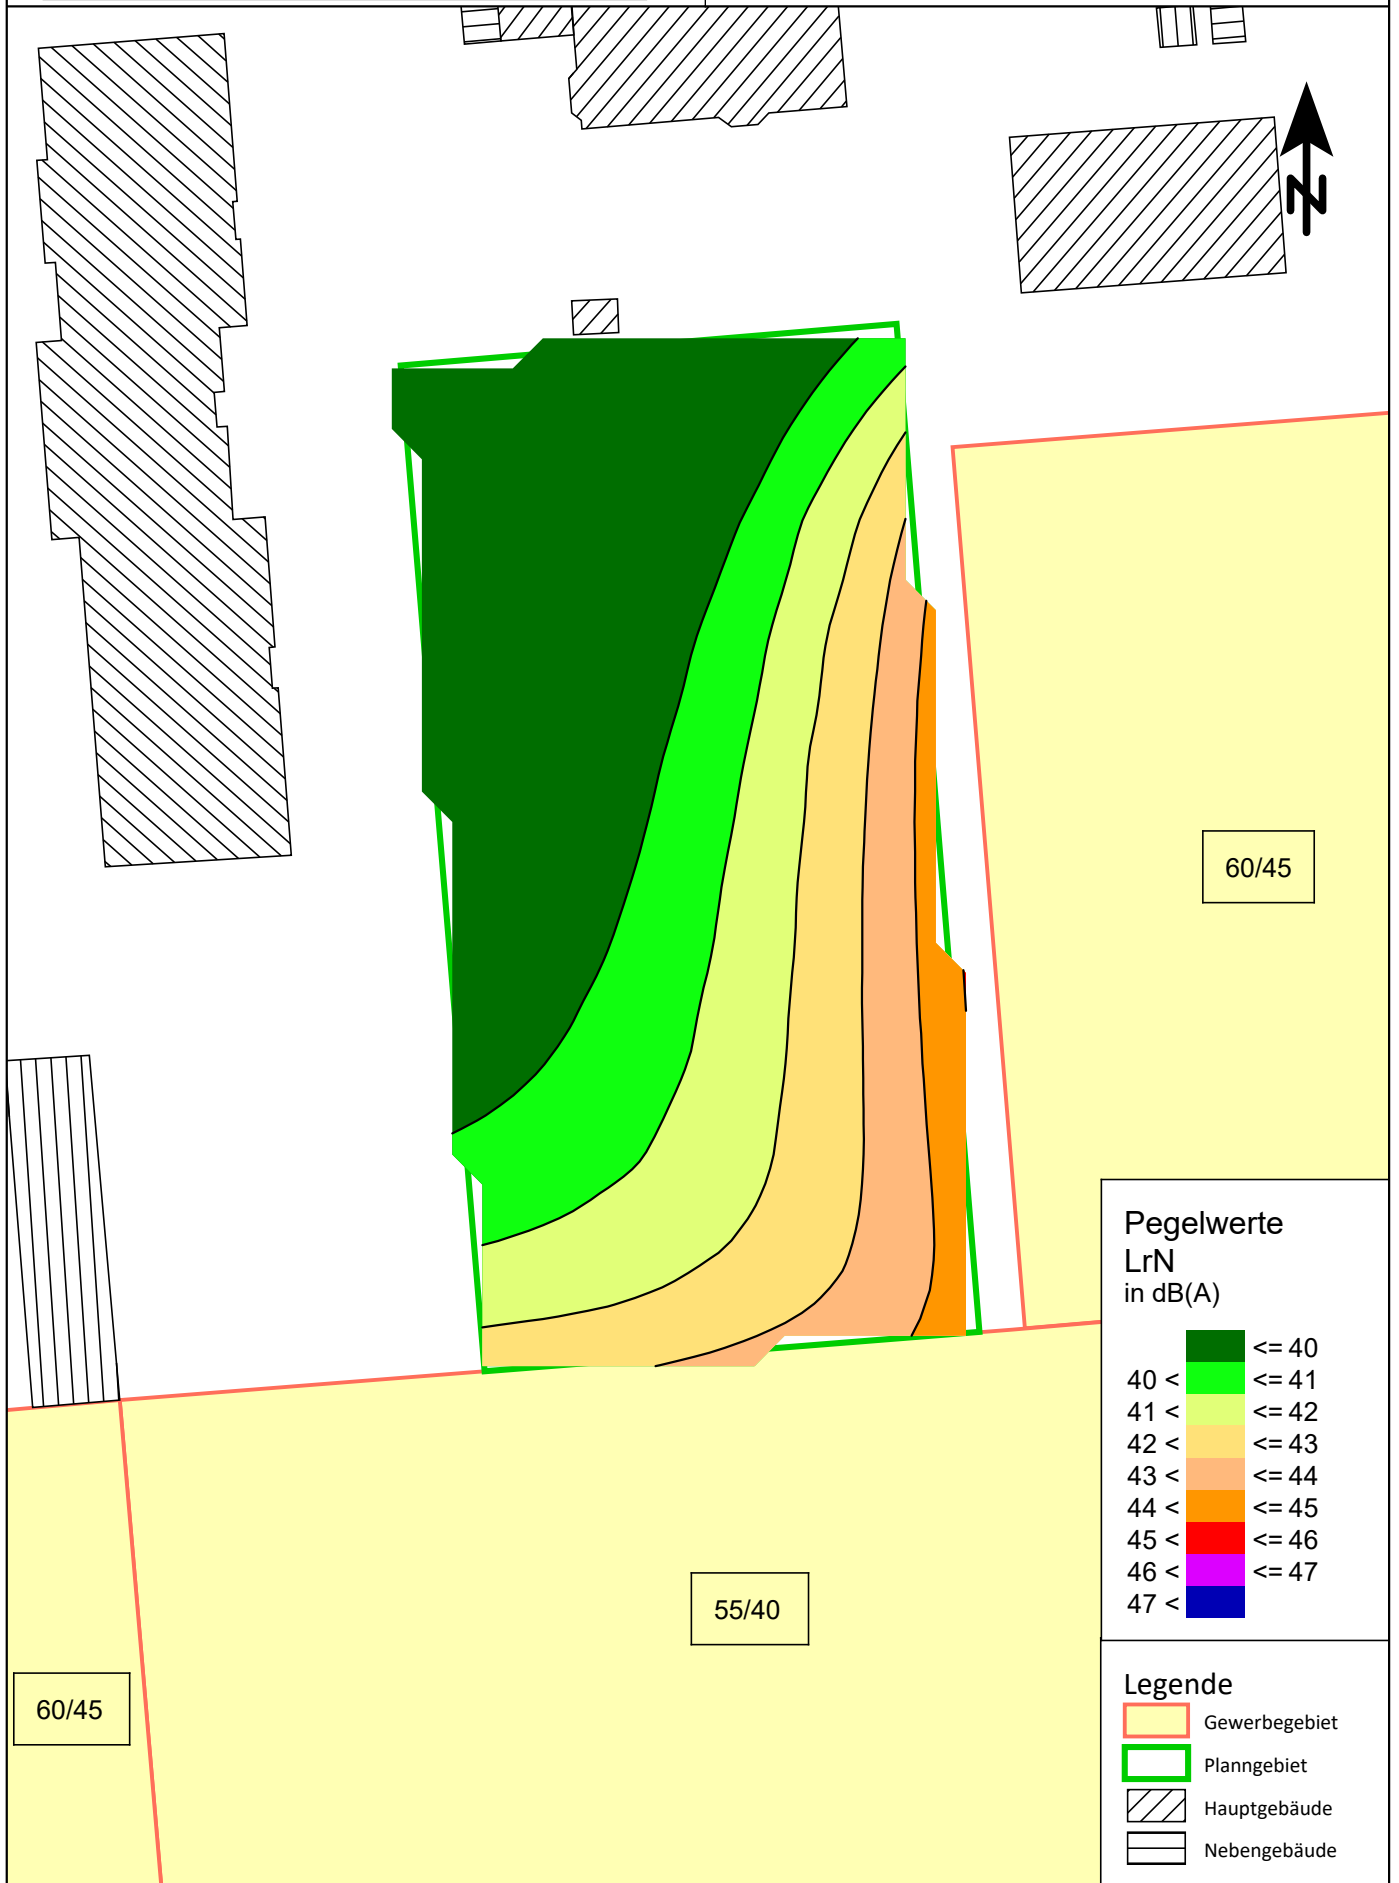 N
60/45
Pegelwerte
LrN
in dB(A)
<= 40
40 < <= 41
41 < <= 42
42 < <= 43
43 < <= 44
44 < <= 45
45 < <= 46
46 < <= 47
47 <
55/40
60/45
Legende
Gewerbegebiet
Planngebiet
Hauptgebäude
Nebengebäude